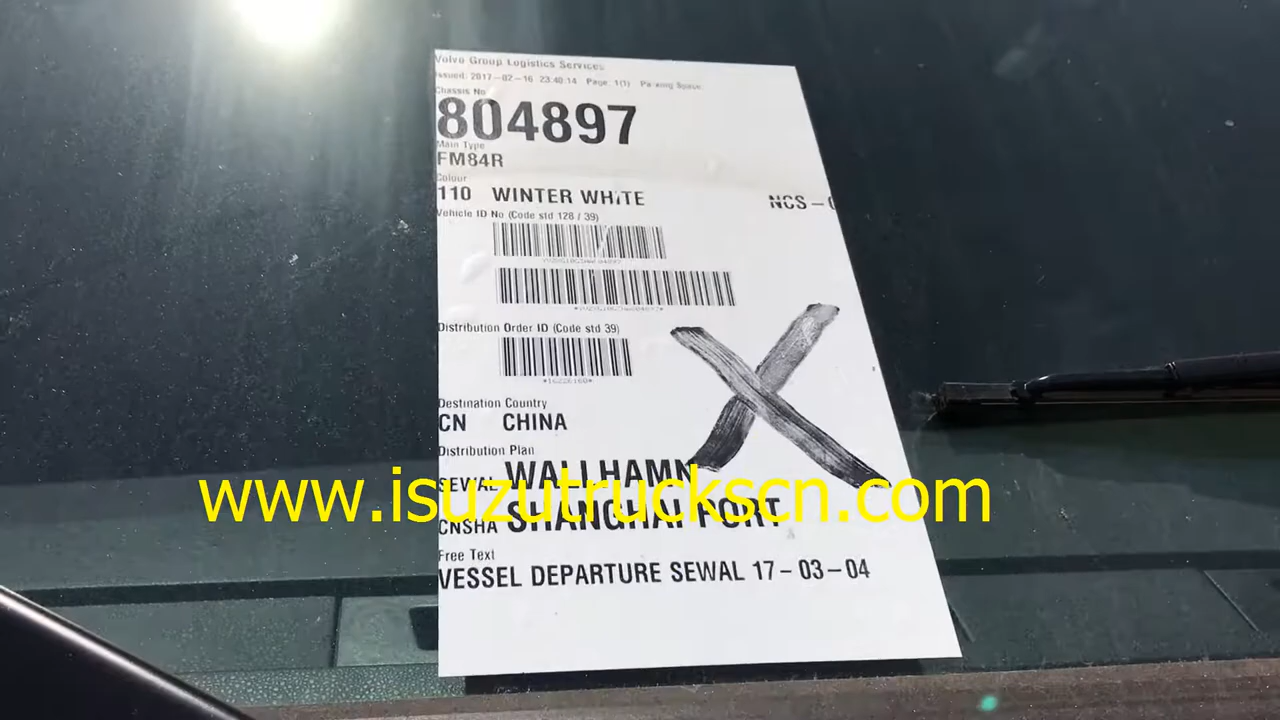 Volvo Group Logistics Services
Issued: 2017-02-16 23:40:14 Page: 1(1) Parking Space:
Chassis No
804897
Main Type
FM84R
Colour
110 WINTER WHITE NCS-0
Vehicle ID No (Code std 128 / 39)
Distribution Order ID (Code std 39)
Destination Country
CN CHINA
Distribution Plan
SEWAL WALLHAMN
www.isuzutruckscn.com
CNSHA SHANGHAI PORT
Free Text
VESSEL DEPARTURE SEWAL 17-03-04